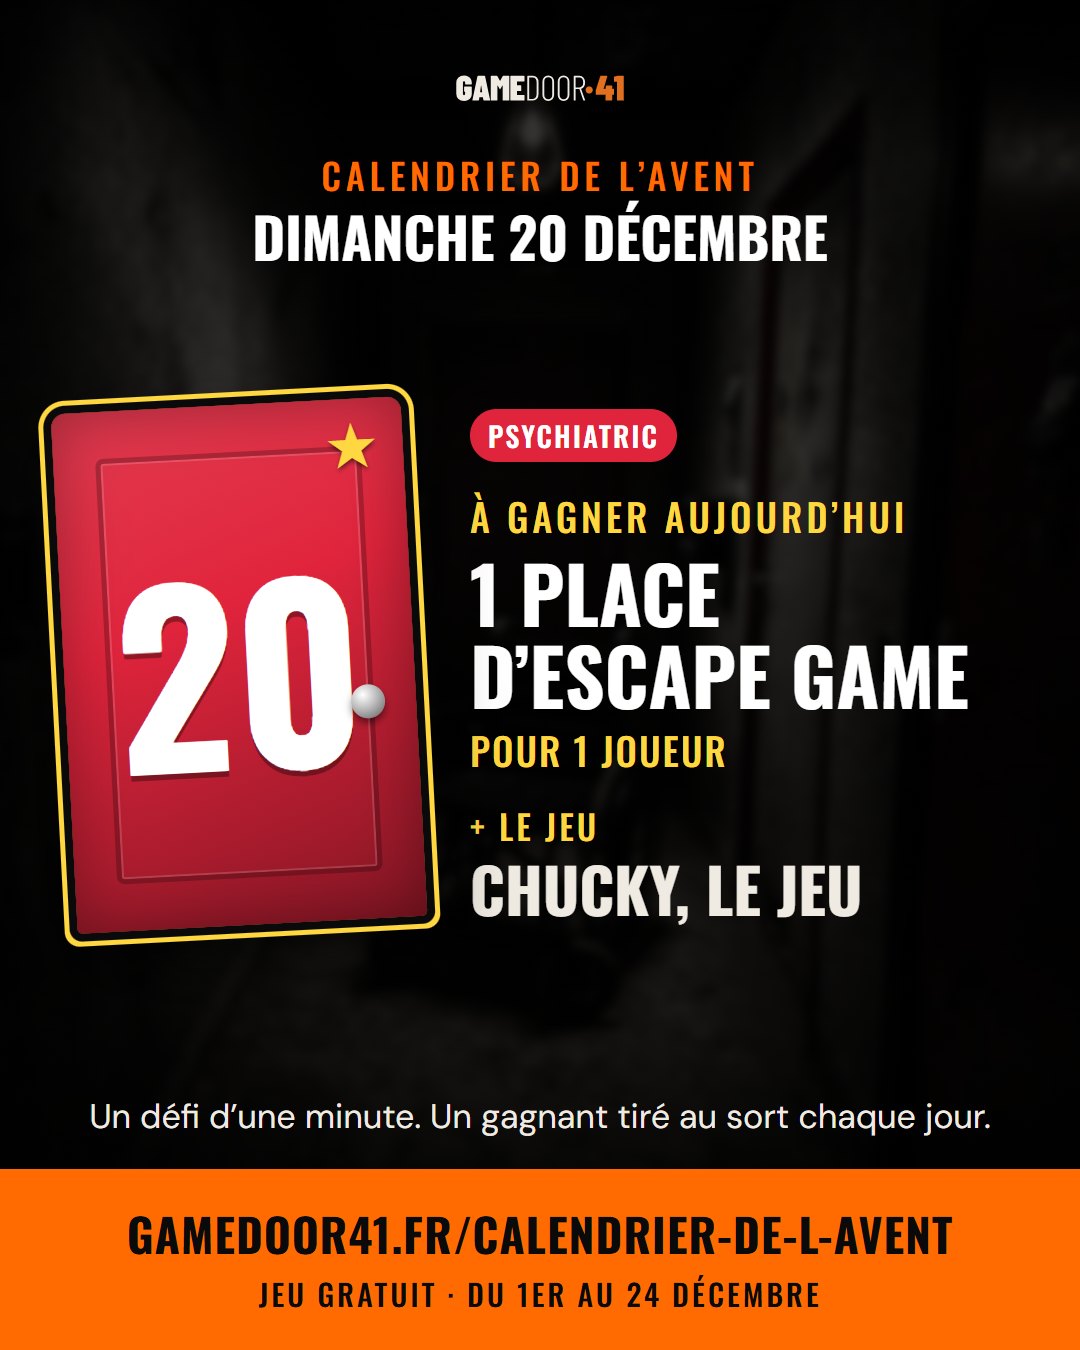 GAMEDOOR·41
CALENDRIER DE L’AVENT
DIMANCHE 20 DÉCEMBRE
20
PSYCHIATRIC
À GAGNER AUJOURD’HUI
1 PLACE
D’ESCAPE GAME
POUR 1 JOUEUR
+ LE JEU
CHUCKY, LE JEU
Un défi d’une minute. Un gagnant tiré au sort chaque jour.
GAMEDOOR41.FR/CALENDRIER-DE-L-AVENT
JEU GRATUIT · DU 1ER AU 24 DÉCEMBRE